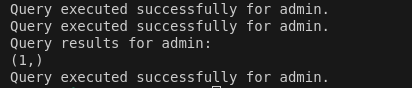 Query executed successfully for admin.
Query executed successfully for admin.
Query results for admin:
(1,)
Query executed successfully for admin.